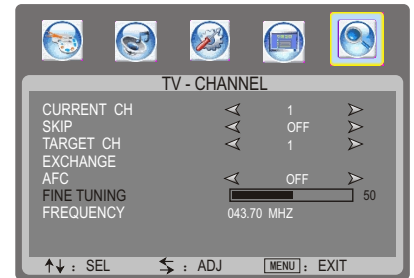 TV - CHANNEL
CURRENT CH 1
SKIP OFF
TARGET CH 1
EXCHANGE
AFC OFF
FINE TUNING 50
FREQUENCY 043.70 MHZ
: SEL : ADJ MENU : EXIT